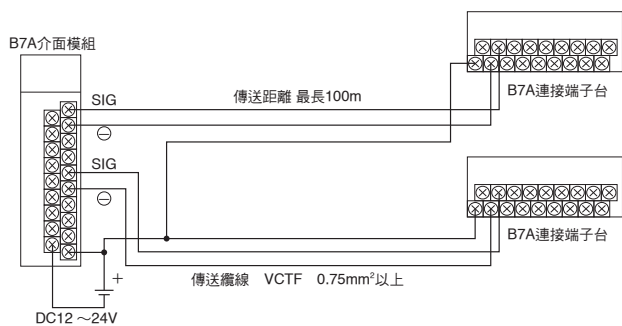 B7A介面模組
SIG
傳送距離 最長100m
⊖
SIG
⊖
B7A連接端子台
B7A連接端子台
傳送纜線 VCTF 0.75mm²以上
+
DC12 ~24V